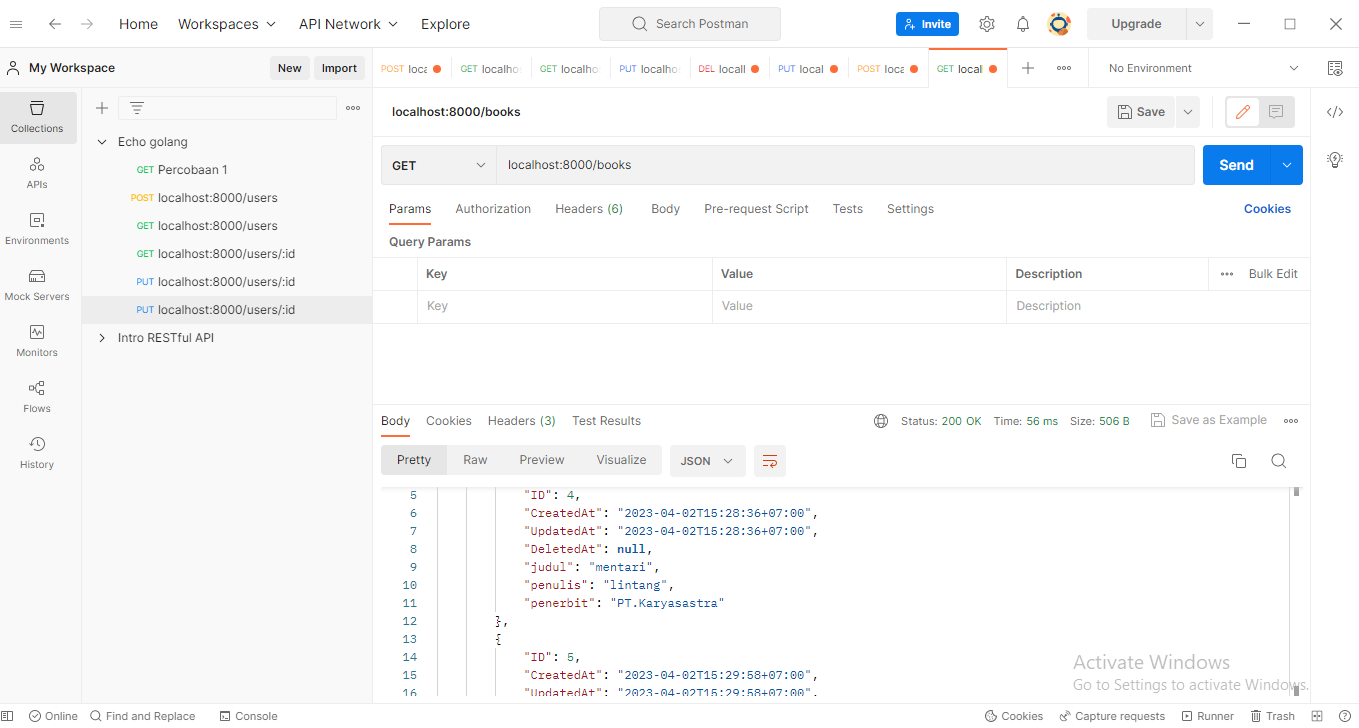 Home Workspaces API Network Explore Search Postman Invite Upgrade
My Workspace New Import POST loca GET localho GET localho PUT localhos DEL locall PUT local POST loca GET local No Environment
Collections
APIs
Environments
Mock Servers
Monitors
Flows
History
Echo golang
GET Percobaan 1
POST localhost:8000/users
GET localhost:8000/users
GET localhost:8000/users/:id
PUT localhost:8000/users/:id
PUT localhost:8000/users/:id
Intro RESTful API
localhost:8000/books Save
GET localhost:8000/books Send
Params Authorization Headers (6) Body Pre-request Script Tests Settings Cookies
Query Params
Key Value Description Bulk Edit
Key Value Description
Body Cookies Headers (3) Test Results Status: 200 OK Time: 56 ms Size: 506 B Save as Example
Pretty Raw Preview Visualize JSON
5 "ID": 4,
6 "CreatedAt": "2023-04-02T15:28:36+07:00",
7 "UpdatedAt": "2023-04-02T15:28:36+07:00",
8 "DeletedAt": null,
9 "judul": "mentari",
10 "penulis": "lintang",
11 "penerbit": "PT.Karyasastra"
12 },
13 {
14 "ID": 5,
15 "CreatedAt": "2023-04-02T15:29:58+07:00",
16 "UpdatedAt": "2023-04-02T15:29:58+07:00",
Activate Windows
Go to Settings to activate Windows.
Online Find and Replace Console Cookies Capture requests Runner Trash